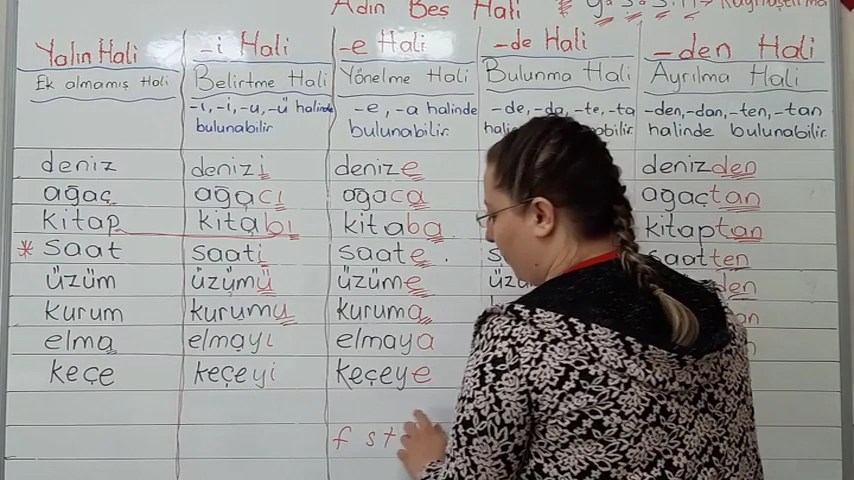 Adın Beş Hali * y. ş. s. n → Kaynaştırma
Yalın Hali -i Hali -e Hali -de Hali -den Hali
Ek almamış Hali Belirtme Hali Yönelme Hali Bulunma Hali Ayrılma Hali
-ı, -i, -u, -ü halinde -e, -a halinde -de, -da, -te, -ta -den, -dan, -ten, -tan
bulunabilir bulunabilir. halinde bulunabilir.
deniz denizi denize denizden
ağaç ağacı ağaca ağaçtan
kitap kitabı kitaba kitaptan
* saat saati saate saatten
üzüm üzümü üzüme
kurum kurumu kuruma
elma elmayı elmaya
keçe keçeyi keçeye
f s t